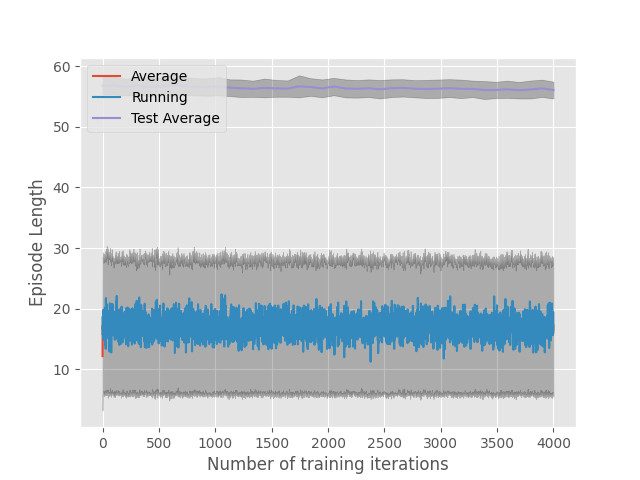 Average
Running
Test Average
60
50
40
30
20
10
Episode Length
0 500 1000 1500 2000 2500 3000 3500 4000
Number of training iterations